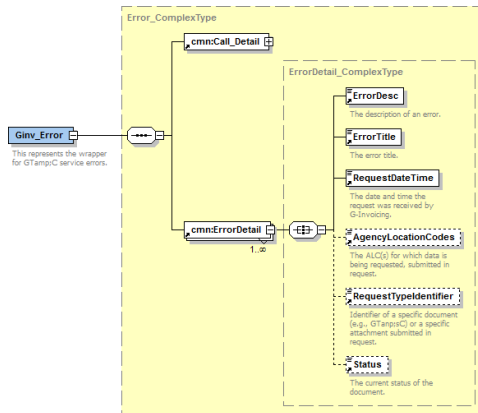 Error_ComplexType
cmn:Call_Detail
ErrorDetail_ComplexType
ErrorDesc
The description of an error.
Ginv_Error
This represents the wrapper
for GTamp;C service errors.
ErrorTitle
The error title.
RequestDateTime
The date and time the
request was received by
G-Invoicing.
cmn:ErrorDetail
1..∞
AgencyLocationCodes
The ALC(s) for which data is
being requested, submitted in
request.
RequestTypeIdentifier
Identifier of a specific document
(e.g., GTanp;sC) or a specific
attachment submitted in
request.
Status
The current status of the
document.